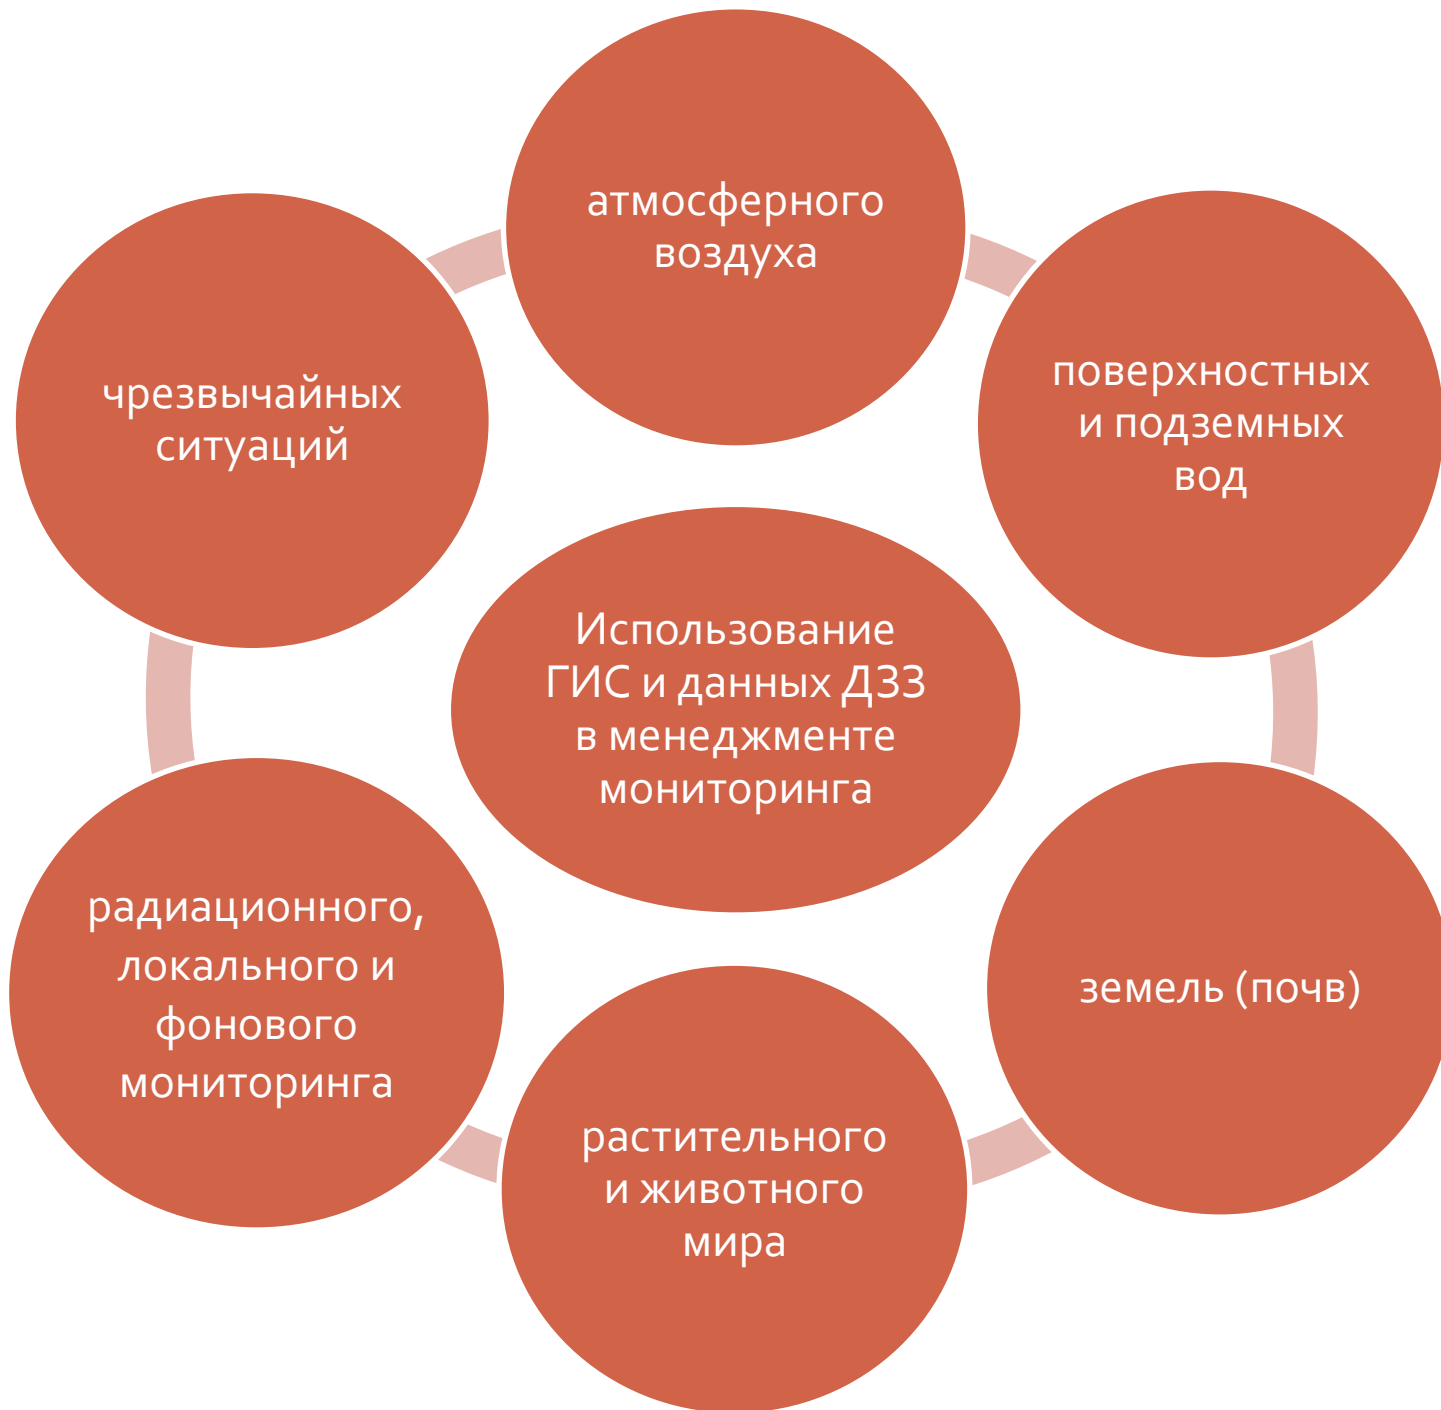 атмосферного
воздуха
поверхностных
и подземных
вод
земель (почв)
растительного
и животного
мира
радиационного,
локального и
фонового
мониторинга
чрезвычайных
ситуаций
Использование
ГИС и данных ДЗЗ
в менеджменте
мониторинга